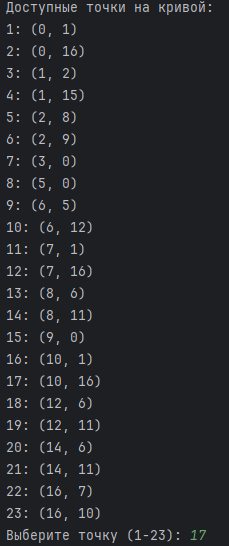 Доступные точки на кривой:
1: (0, 1)
2: (0, 16)
3: (1, 2)
4: (1, 15)
5: (2, 8)
6: (2, 9)
7: (3, 0)
8: (5, 0)
9: (6, 5)
10: (6, 12)
11: (7, 1)
12: (7, 16)
13: (8, 6)
14: (8, 11)
15: (9, 0)
16: (10, 1)
17: (10, 16)
18: (12, 6)
19: (12, 11)
20: (14, 6)
21: (14, 11)
22: (16, 7)
23: (16, 10)
Выберите точку (1-23): 17